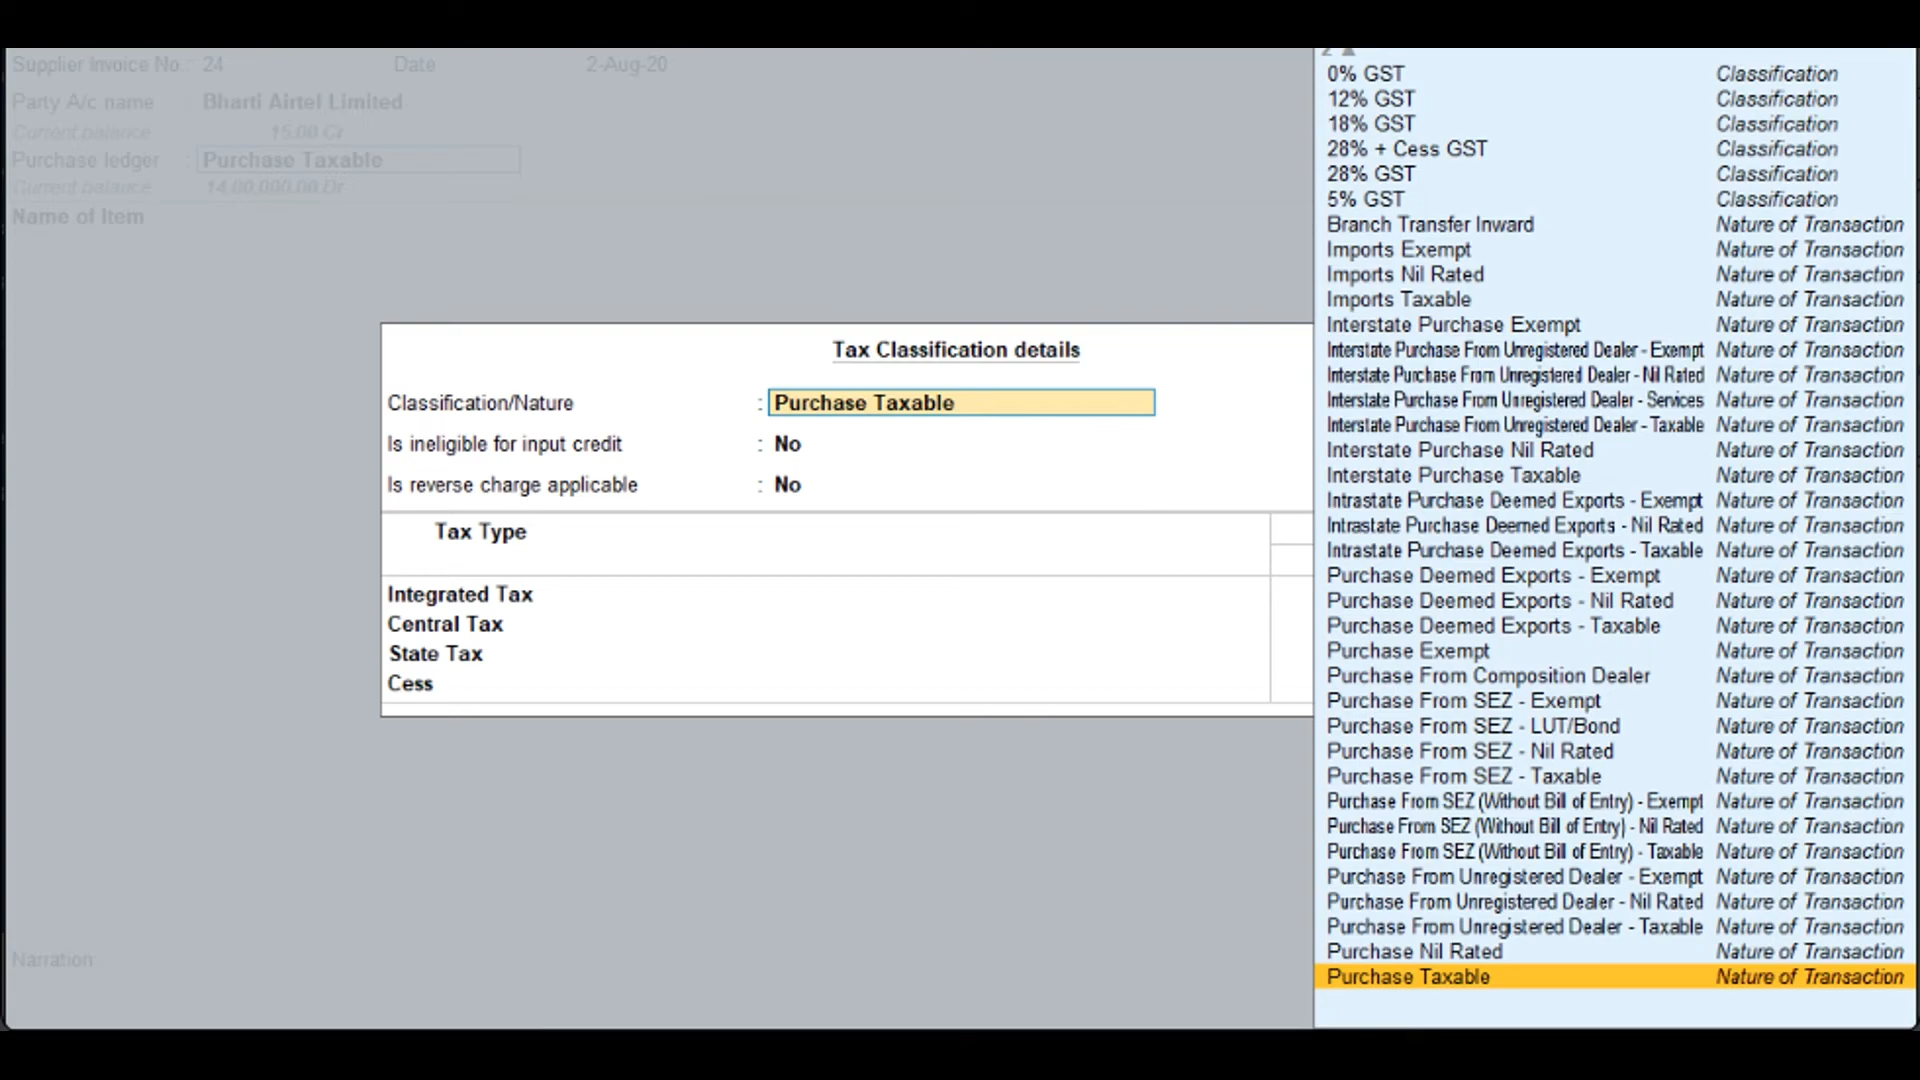 Supplier Invoice No.: 24 Date 2-Aug-20
Party A/c name : Bharti Airtel Limited
Current balance 15.00 Cr
Purchase ledger : Purchase Taxable
Current balance 14,00,000.00 Dr
Name of Item
Tax Classification details
Classification/Nature : Purchase Taxable
Is ineligible for input credit : No
Is reverse charge applicable : No
Tax Type
Integrated Tax
Central Tax
State Tax
Cess
Narration:
2 ▲
0% GST Classification
12% GST Classification
18% GST Classification
28% + Cess GST Classification
28% GST Classification
5% GST Classification
Branch Transfer Inward Nature of Transaction
Imports Exempt Nature of Transaction
Imports Nil Rated Nature of Transaction
Imports Taxable Nature of Transaction
Interstate Purchase Exempt Nature of Transaction
Interstate Purchase From Unregistered Dealer - Exempt Nature of Transaction
Interstate Purchase From Unregistered Dealer - Nil Rated Nature of Transaction
Interstate Purchase From Unregistered Dealer - Services Nature of Transaction
Interstate Purchase From Unregistered Dealer - Taxable Nature of Transaction
Interstate Purchase Nil Rated Nature of Transaction
Interstate Purchase Taxable Nature of Transaction
Intrastate Purchase Deemed Exports - Exempt Nature of Transaction
Intrastate Purchase Deemed Exports - Nil Rated Nature of Transaction
Intrastate Purchase Deemed Exports - Taxable Nature of Transaction
Purchase Deemed Exports - Exempt Nature of Transaction
Purchase Deemed Exports - Nil Rated Nature of Transaction
Purchase Deemed Exports - Taxable Nature of Transaction
Purchase Exempt Nature of Transaction
Purchase From Composition Dealer Nature of Transaction
Purchase From SEZ - Exempt Nature of Transaction
Purchase From SEZ - LUT/Bond Nature of Transaction
Purchase From SEZ - Nil Rated Nature of Transaction
Purchase From SEZ - Taxable Nature of Transaction
Purchase From SEZ (Without Bill of Entry) - Exempt Nature of Transaction
Purchase From SEZ (Without Bill of Entry) - Nil Rated Nature of Transaction
Purchase From SEZ (Without Bill of Entry) - Taxable Nature of Transaction
Purchase From Unregistered Dealer - Exempt Nature of Transaction
Purchase From Unregistered Dealer - Nil Rated Nature of Transaction
Purchase From Unregistered Dealer - Taxable Nature of Transaction
Purchase Nil Rated Nature of Transaction
Purchase Taxable Nature of Transaction